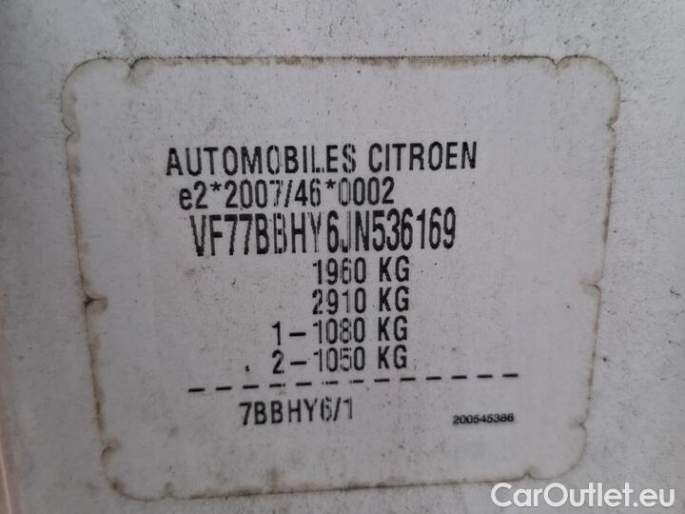 AUTOMOBILES CITROEN
e2*2007/46*0002
VF77BBHY6JN536169
1960 KG
2910 KG
1-1080 KG
2-1050 KG
7BBHY6/1
200545386
CarOutlet.eu